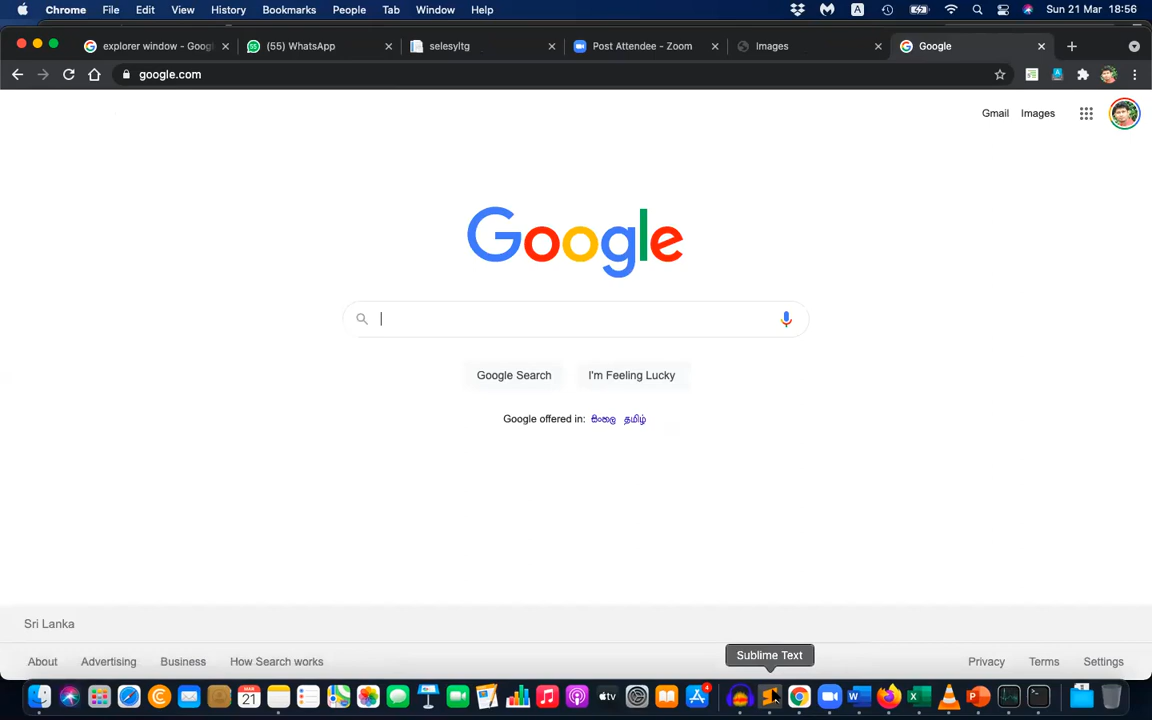 Chrome File Edit View History Bookmarks People Tab Window Help A Sun 21 Mar 18:56
explorer window - Googl (55) WhatsApp selesyltg Post Attendee - Zoom Images Google
google.com
Gmail Images
Google
Google Search I'm Feeling Lucky
Google offered in: සිංහල தமிழ்
Sri Lanka
About Advertising Business How Search works Privacy Terms Settings
Sublime Text